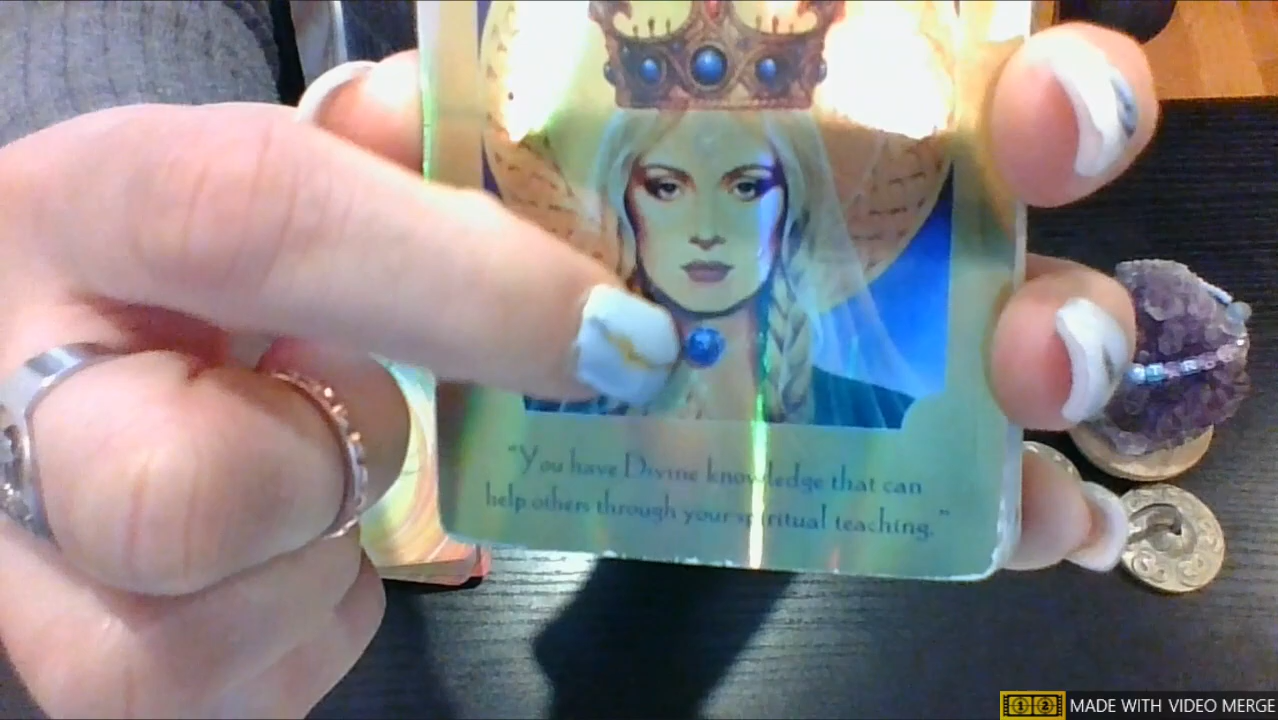 "You have Divine knowledge that can
help others through your spiritual teaching."
MADE WITH VIDEO MERGE